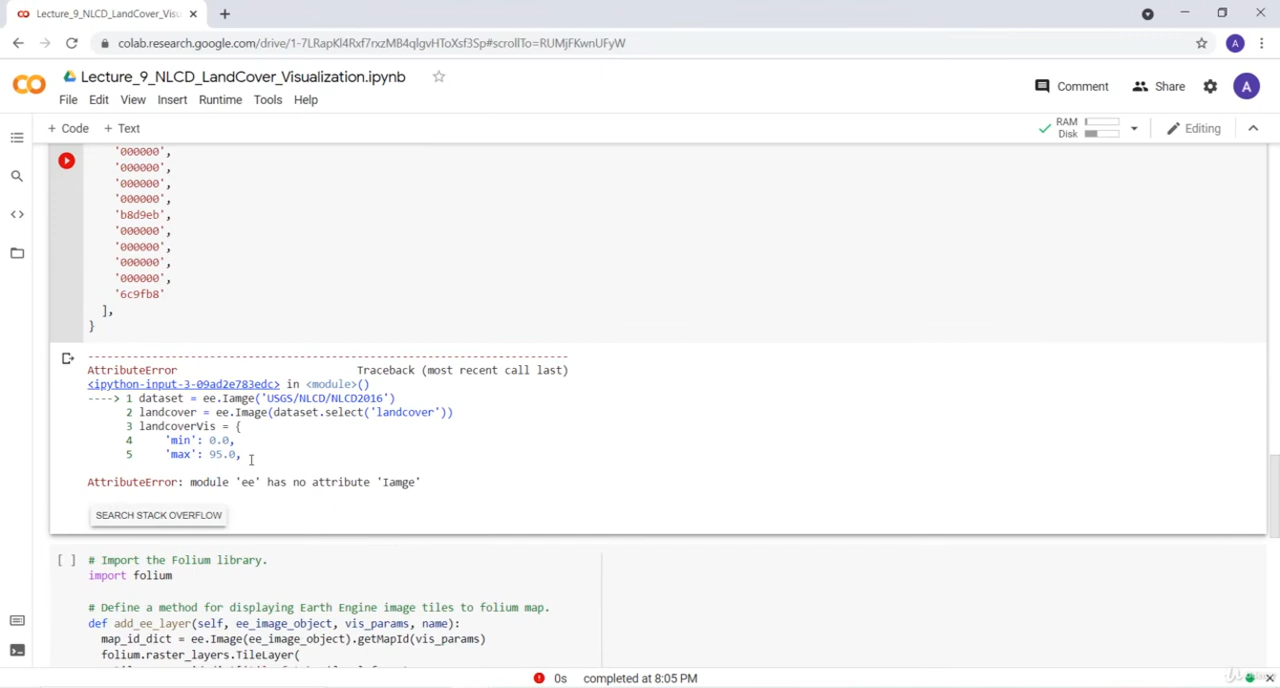 Lecture_9_NLCD_LandCover_Visu
colab.research.google.com/drive/1-7LRapKl4Rxf7rxzMB4qlgvHToXsf3Sp#scrollTo=RUMjFKwnUFyW
A
CO
Lecture_9_NLCD_LandCover_Visualization.ipynb
Comment
Share
A
File Edit View Insert Runtime Tools Help
+ Code + Text
RAM
Disk
Editing
'000000',
'000000',
'000000',
'000000',
'b8d9eb',
'000000',
'000000',
'000000',
'000000',
'6c9fb8'
],
}
---------------------------------------------------------------------------
AttributeError Traceback (most recent call last)
<ipython-input-3-09ad2e783edc> in <module>()
----> 1 dataset = ee.Iamge('USGS/NLCD/NLCD2016')
2 landcover = ee.Image(dataset.select('landcover'))
3 landcoverVis = {
4 'min': 0.0,
5 'max': 95.0,
AttributeError: module 'ee' has no attribute 'Iamge'
SEARCH STACK OVERFLOW
[ ] # Import the Folium library.
import folium
# Define a method for displaying Earth Engine image tiles to folium map.
def add_ee_layer(self, ee_image_object, vis_params, name):
map_id_dict = ee.Image(ee_image_object).getMapId(vis_params)
folium.raster_layers.TileLayer(
0s completed at 8:05 PM